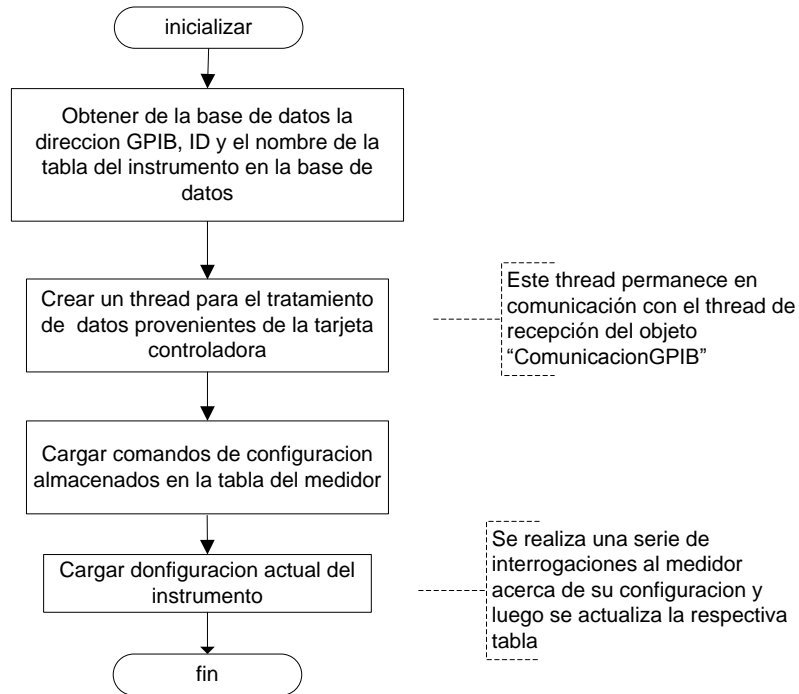 inicializar
Obtener de la base de datos la
direccion GPIB, ID y el nombre de la
tabla del instrumento en la base de
datos
Crear un thread para el tratamiento
de datos provenientes de la tarjeta
controladora
Este thread permanece en
comunicación con el thread de
recepción del objeto
“ComunicacionGPIB”
Cargar comandos de configuracion
almacenados en la tabla del medidor
Cargar donfiguracion actual del
instrumento
Se realiza una serie de
interrogaciones al medidor
acerca de su configuracion y
luego se actualiza la respectiva
tabla
fin